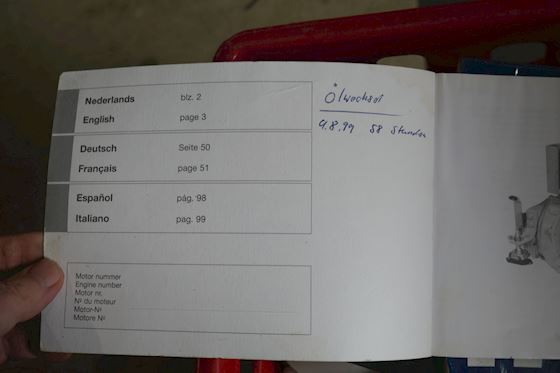 Nederlands blz. 2
English page 3
Deutsch Seite 50
Français page 51
Español pág. 98
Italiano pag. 99
Motor nummer
Engine number
Motor nr.
Nº du moteur
Motor-Nº
Motore Nº
Ölwechsel
4.8.99 58 Stunden